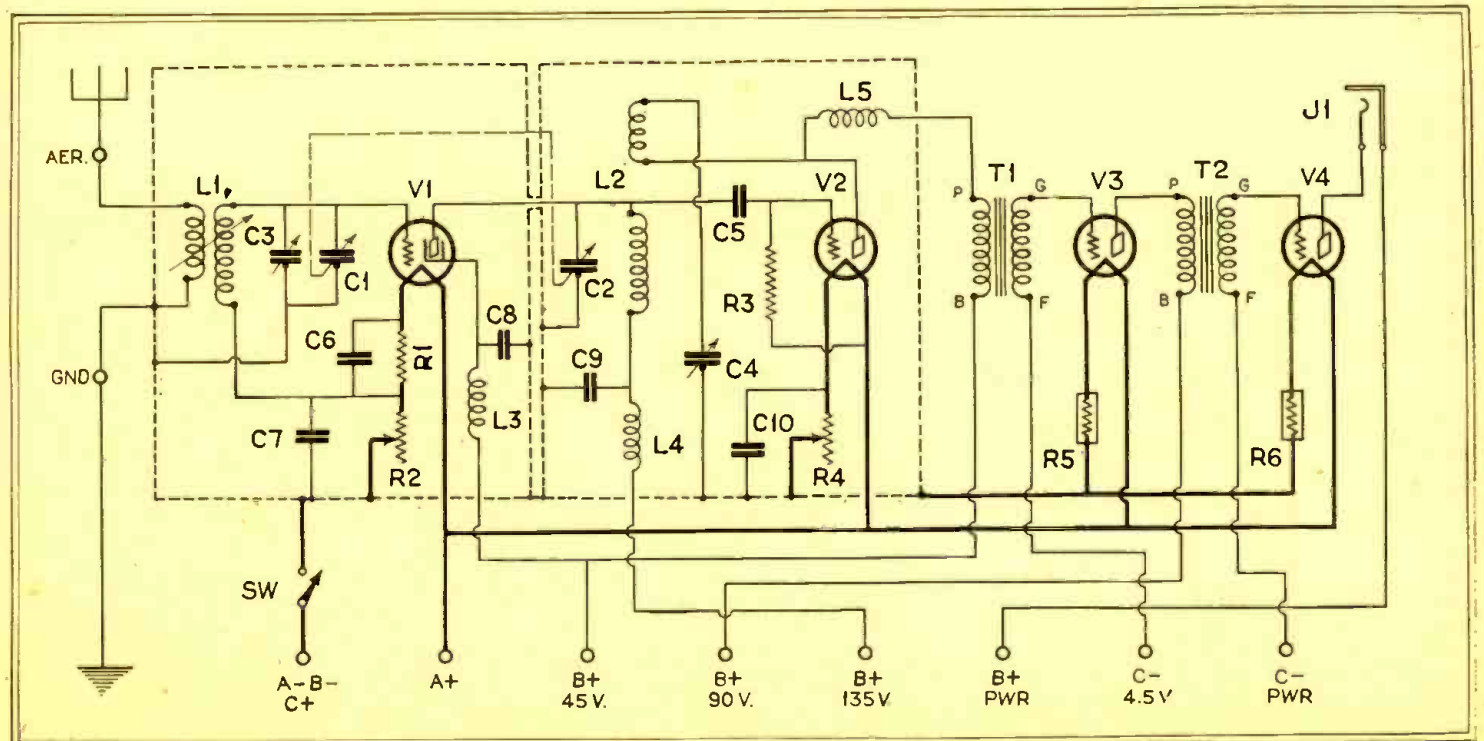 L5
J1
AER.
L1
V1
L2
V2
P
T1
G
V3
P
T2
G
V4
C3
C1
C5
C2
R3
B
F
B
F
C6
R1
C8
GND
C9
C4
L3
C7
R2
L4
C10
R4
R5
R6
SW
A-B-
C+
A+
B+
45 V.
B+
90 V.
B+
135 V.
B+
PWR
C-
4.5 V
C-
PWR